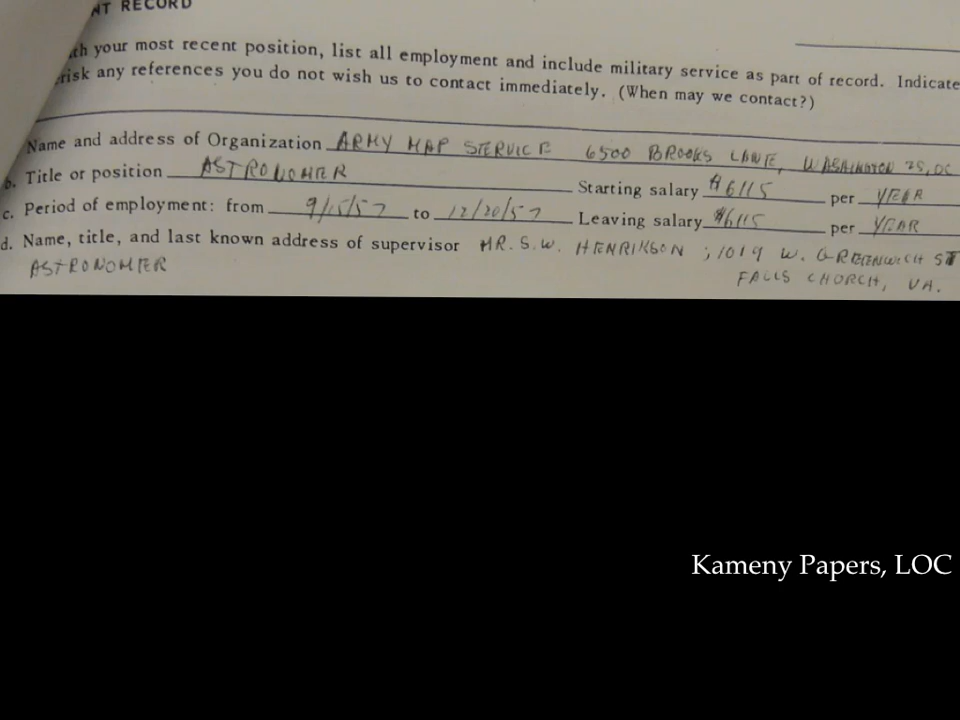 NT RECORD
th your most recent position, list all employment and include military service as part of record. Indicate
risk any references you do not wish us to contact immediately. (When may we contact?)
Name and address of Organization ARMY MAP SERVICE 6500 BROOKS LANE, WASHINGTON 25, DC
b. Title or position ASTRONOMER Starting salary $6115 per YEAR
c. Period of employment: from 9/15/57 to 12/20/57 Leaving salary $6115 per YEAR
d. Name, title, and last known address of supervisor MR. S.W. HENRIKSON ; 1019 W. GREENWICH ST
ASTRONOMER FALLS CHURCH, VA.
Kameny Papers, LOC